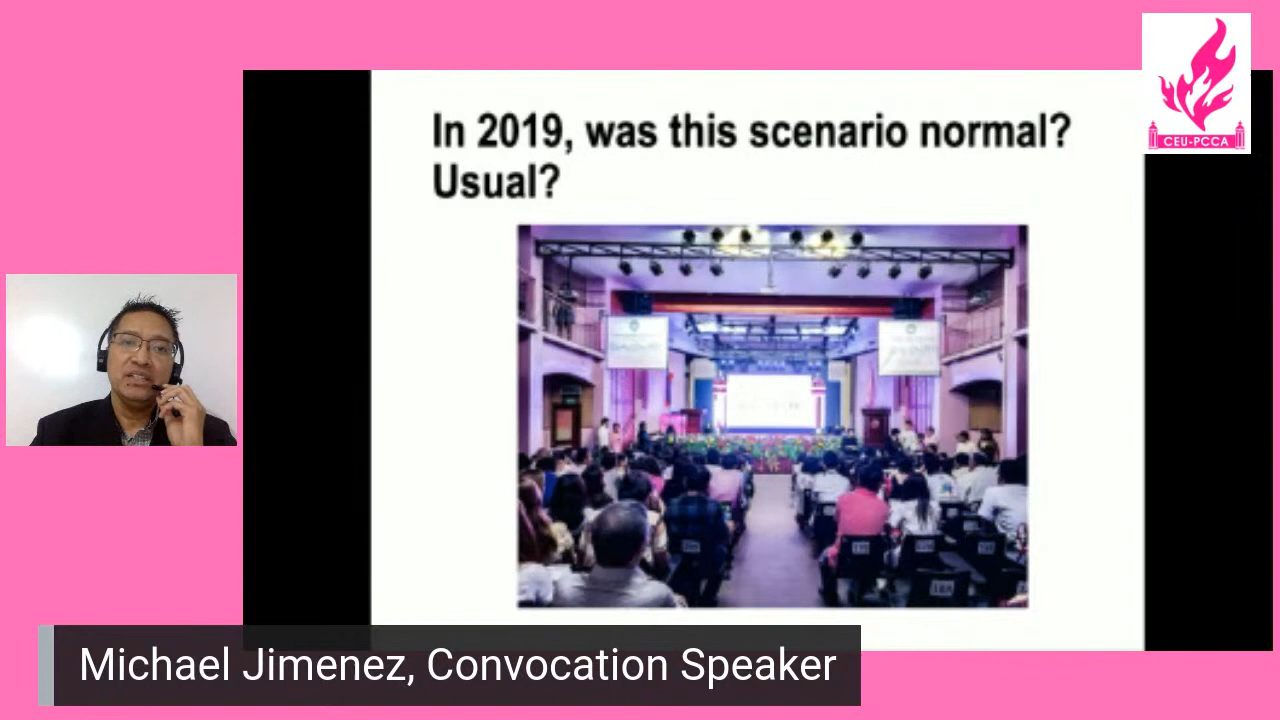 In 2019, was this scenario normal?
Usual?
CEU-PCCA
Michael Jimenez, Convocation Speaker